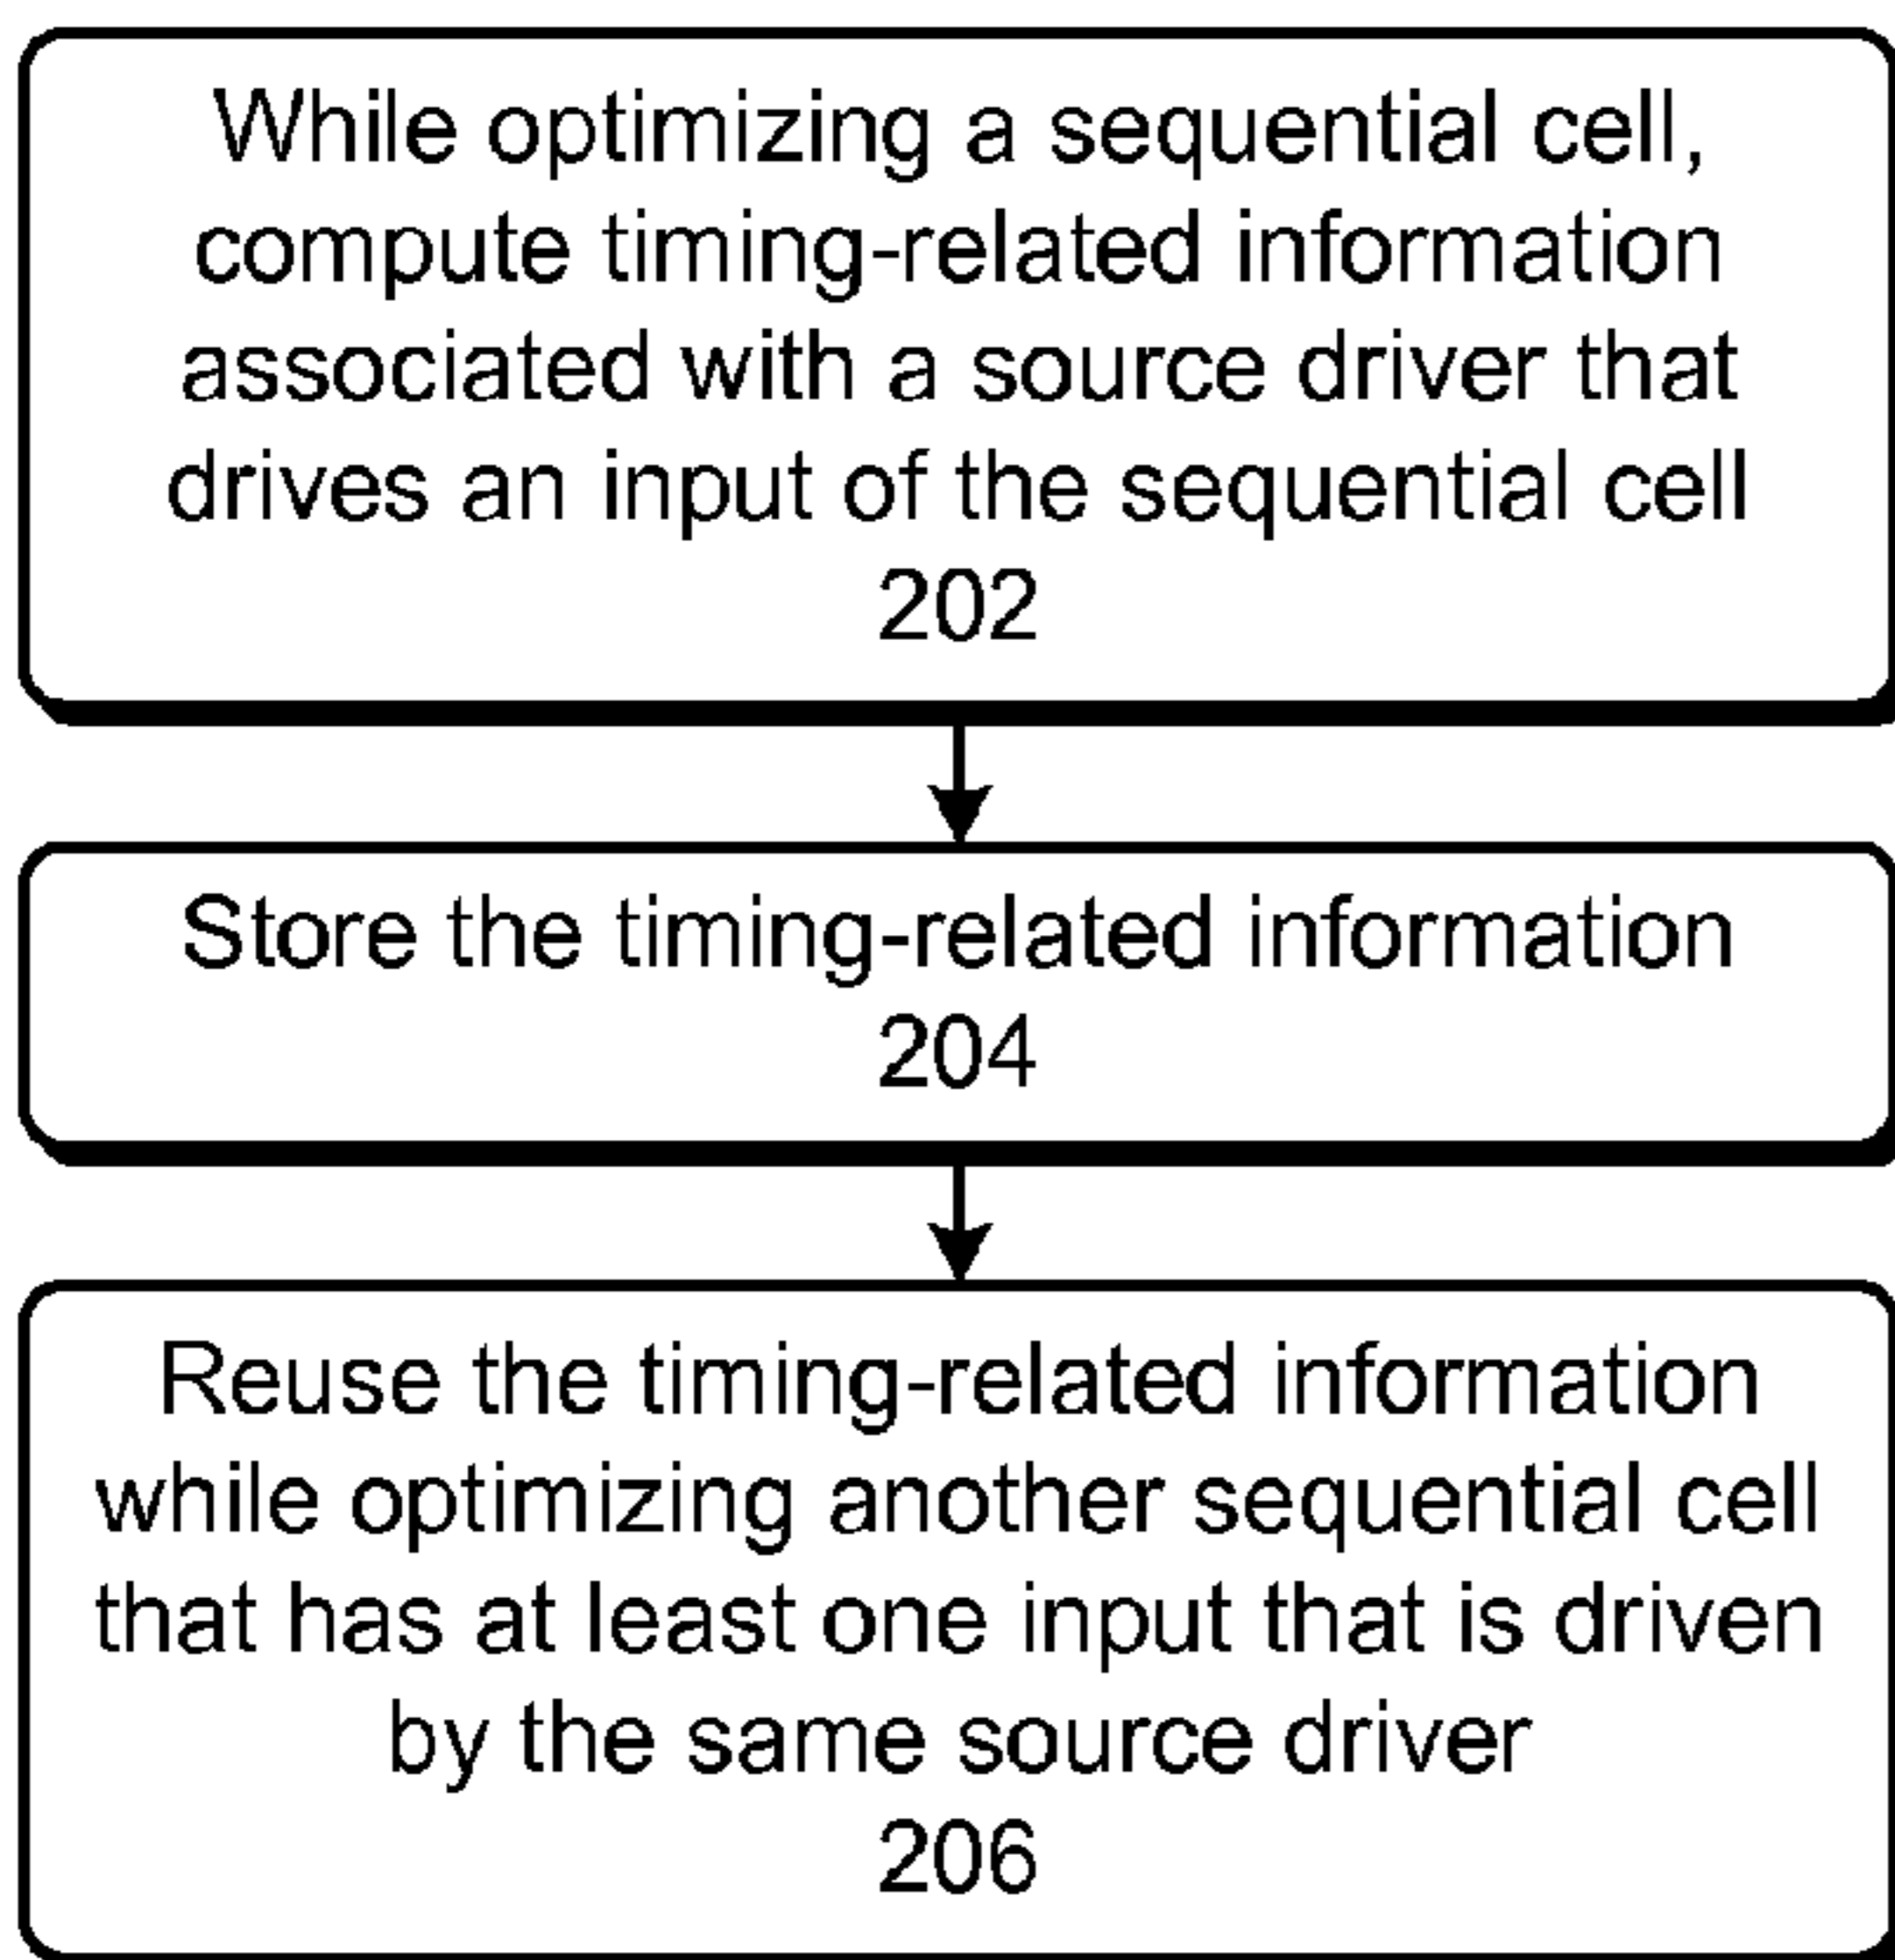 While optimizing a sequential cell,
compute timing-related information
associated with a source driver that
drives an input of the sequential cell
202
Store the timing-related information
204
Reuse the timing-related information
while optimizing another sequential cell
that has at least one input that is driven
by the same source driver
206